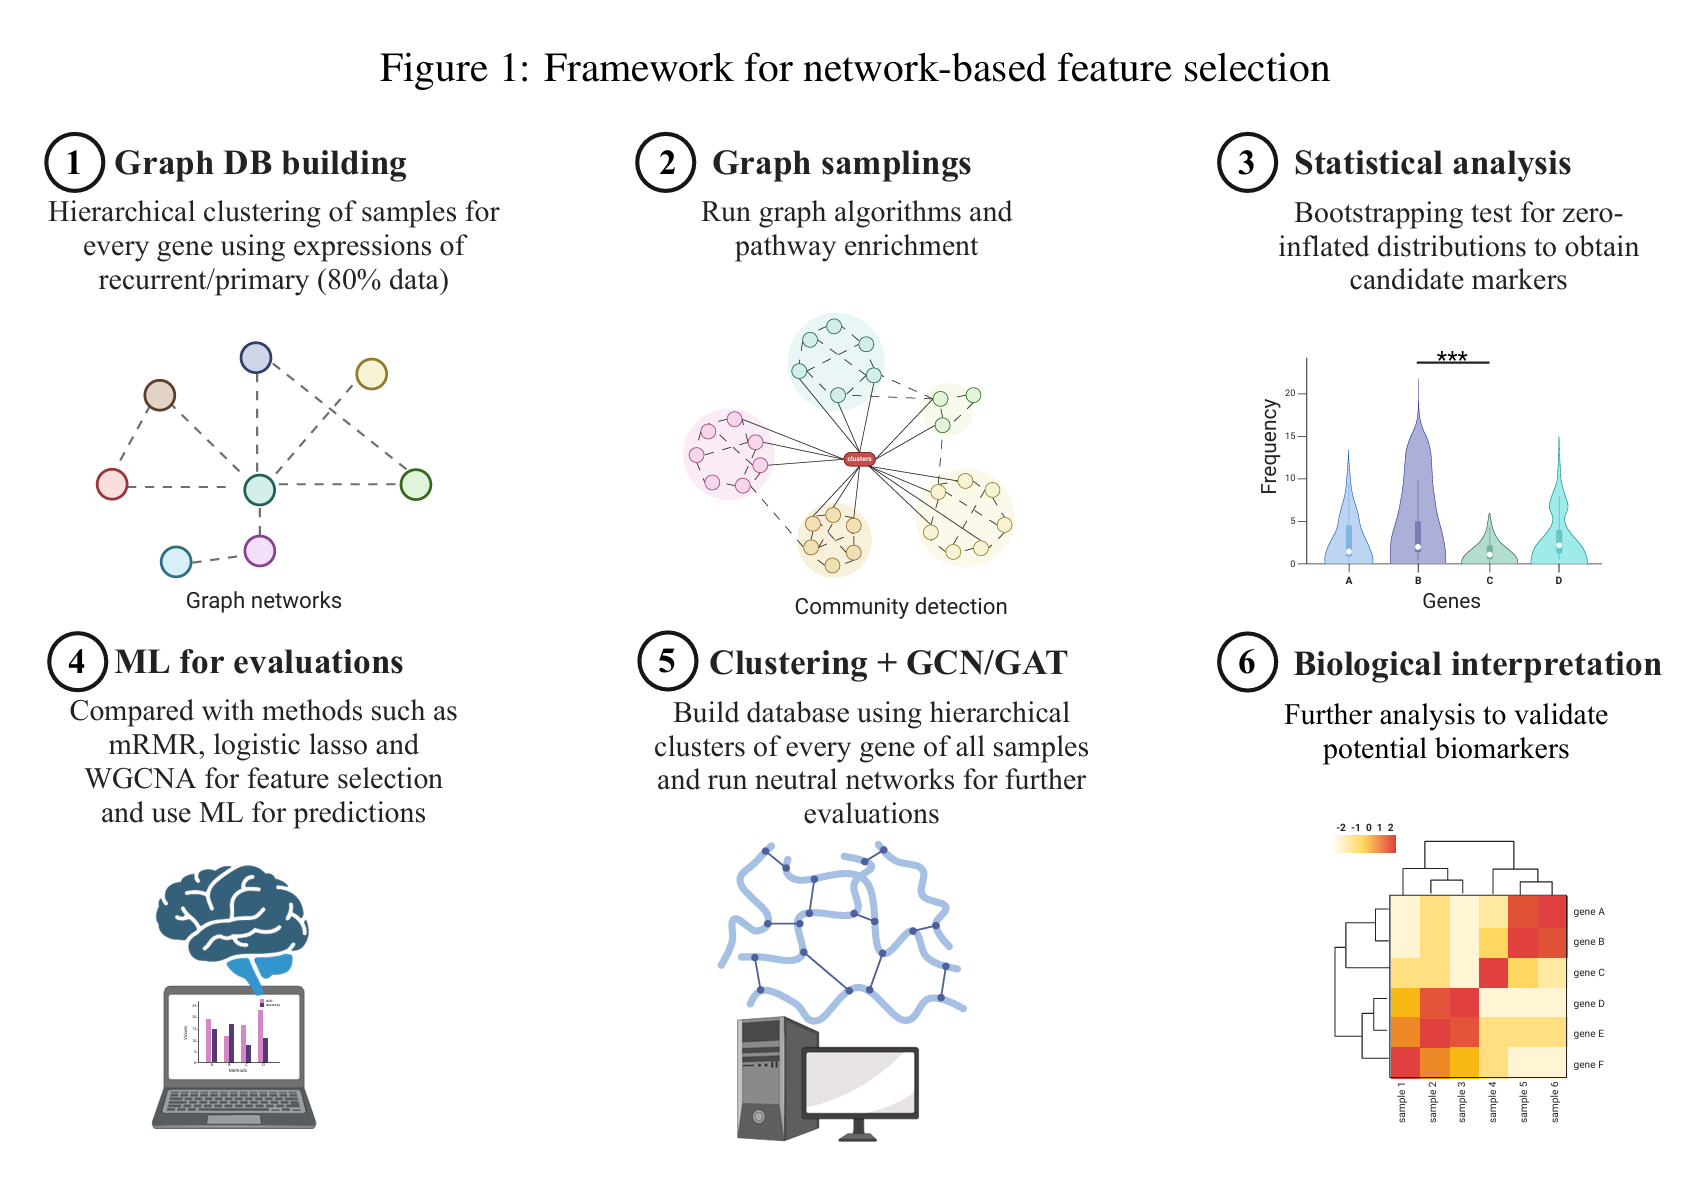 Figure 1: Framework for network-based feature selection
1
Graph DB building
Hierarchical clustering of samples for
every gene using expressions of
recurrent/primary (80% data)
Graph networks
2
Graph samplings
Run graph algorithms and
pathway enrichment
clusters
Community detection
3
Statistical analysis
Bootstrapping test for zero-
inflated distributions to obtain
candidate markers
***
Frequency
20
15
10
5
0
A B C D
Genes
4
ML for evaluations
Compared with methods such as
mRMR, logistic lasso and
WGCNA for feature selection
and use ML for predictions
Values
Methods
5
Clustering + GCN/GAT
Build database using hierarchical
clusters of every gene of all samples
and run neutral networks for further
evaluations
6
Biological interpretation
Further analysis to validate
potential biomarkers
-2 -1 0 1 2
gene A
gene B
gene C
gene D
gene E
gene F
sample 1
sample 2
sample 3
sample 4
sample 5
sample 6